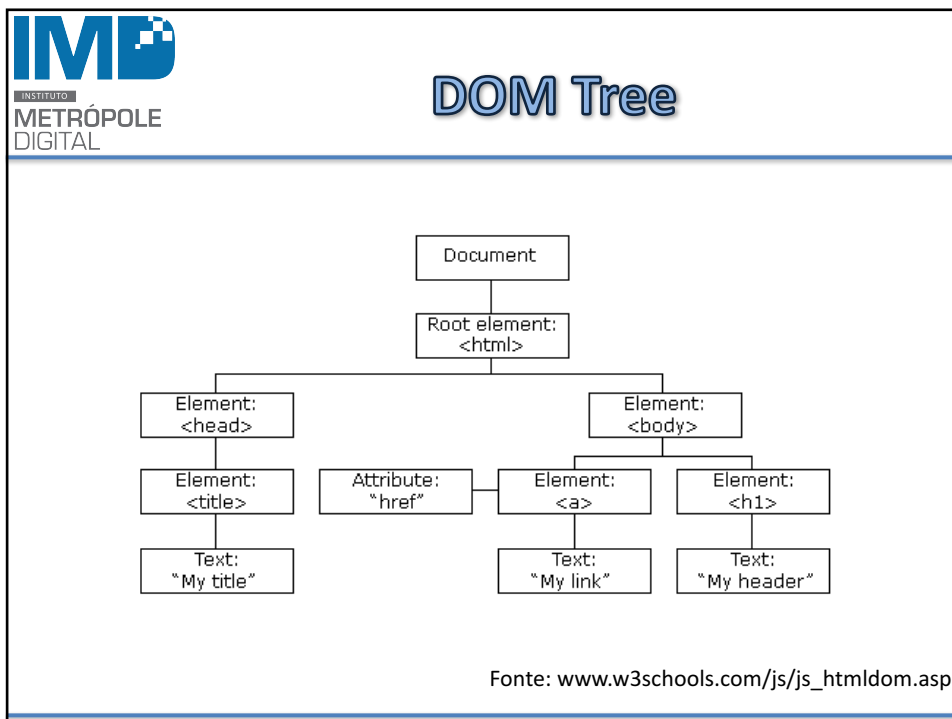 IMD
INSTITUTO
METRÓPOLE
DIGITAL
DOM Tree
Document
Root element:
<html>
Element:
<head>
Element:
<body>
Element:
<title>
Attribute:
“href”
Element:
<a>
Element:
<h1>
Text:
“My title”
Text:
“My link”
Text:
“My header”
Fonte: www.w3schools.com/js/js_htmldom.asp